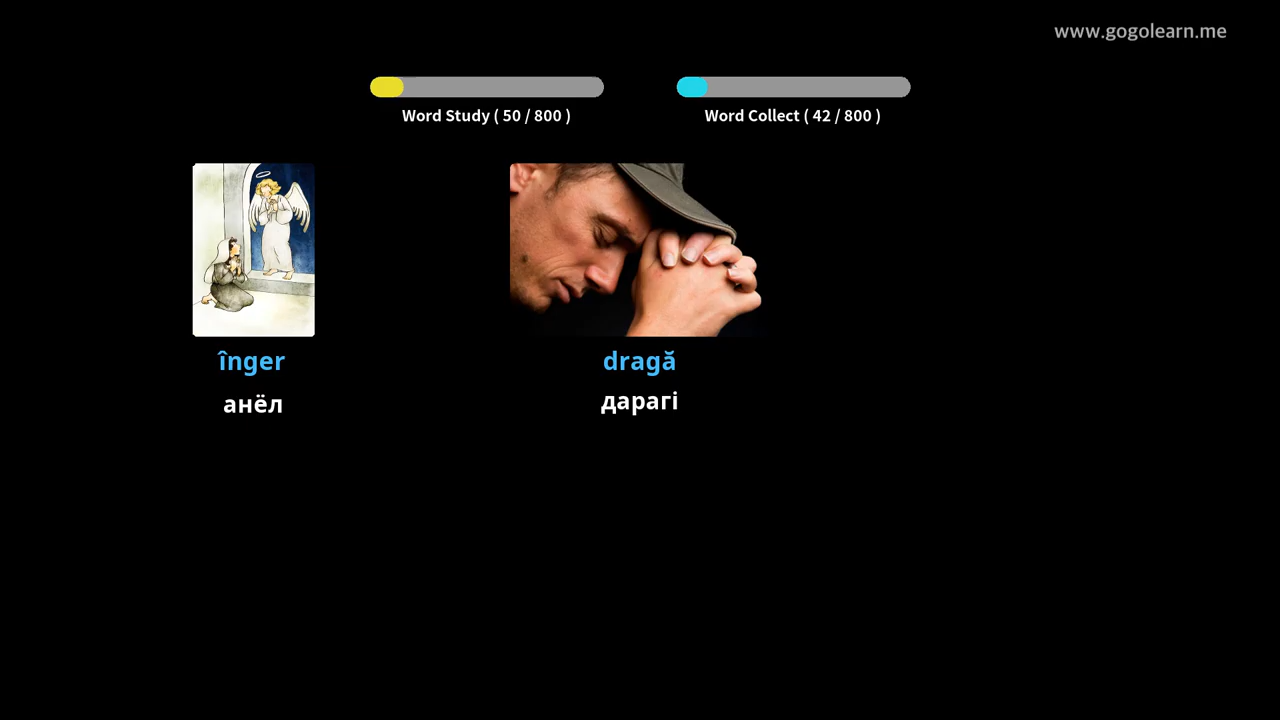 www.gogolearn.me
Word Study ( 50 / 800 )
Word Collect ( 42 / 800 )
înger
dragă
анёл
дарагі